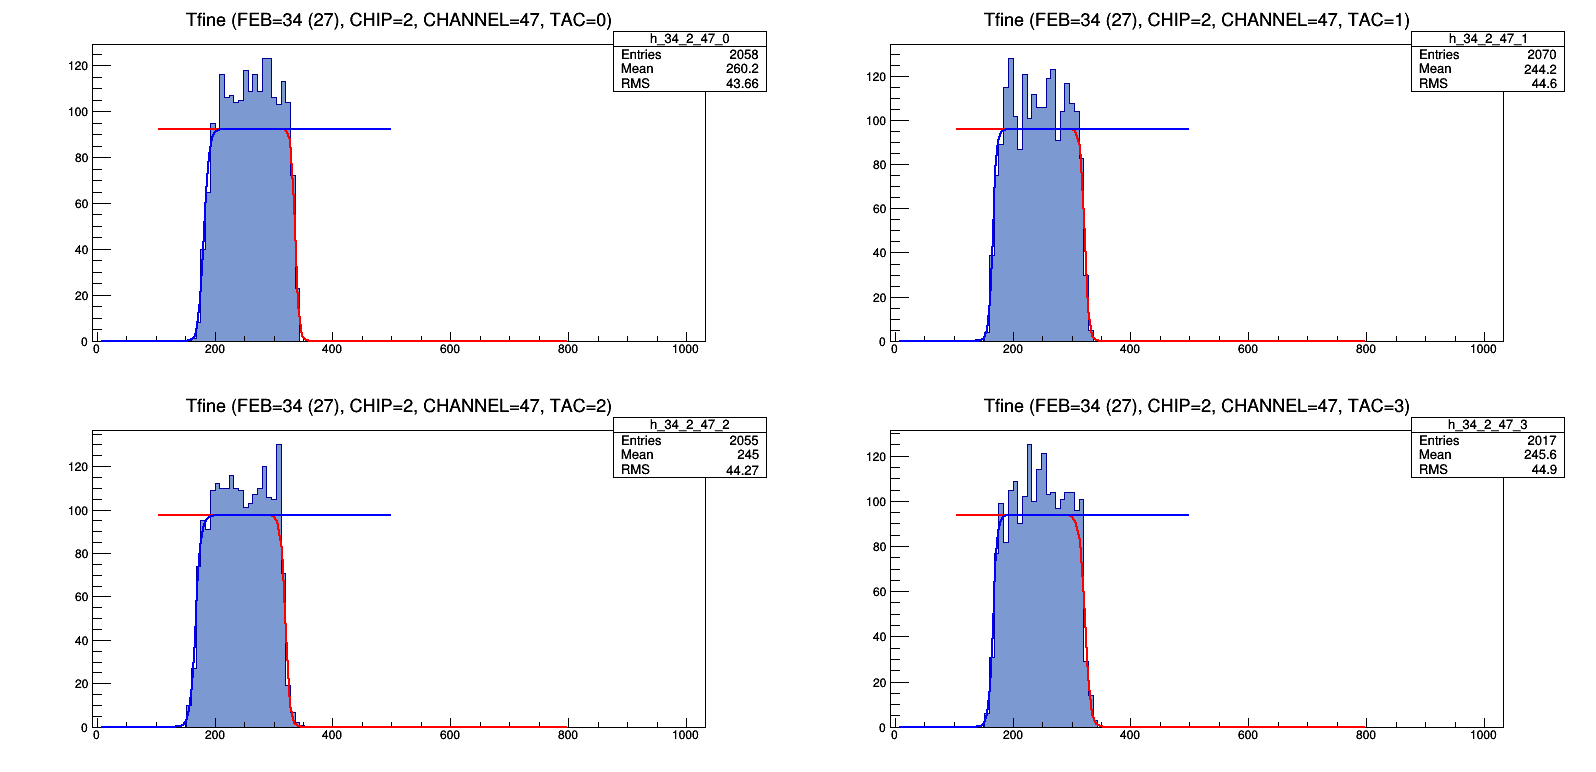 Tfine (FEB=34 (27), CHIP=2, CHANNEL=47, TAC=0)
h_34_2_47_0
Entries 2058
Mean 260.2
RMS 43.66
120
100
80
60
40
20
0
0 200 400 600 800 1000
Tfine (FEB=34 (27), CHIP=2, CHANNEL=47, TAC=1)
h_34_2_47_1
Entries 2070
Mean 244.2
RMS 44.6
120
100
80
60
40
20
0
0 200 400 600 800 1000
Tfine (FEB=34 (27), CHIP=2, CHANNEL=47, TAC=2)
h_34_2_47_2
Entries 2055
Mean 245
RMS 44.27
120
100
80
60
40
20
0
0 200 400 600 800 1000
Tfine (FEB=34 (27), CHIP=2, CHANNEL=47, TAC=3)
h_34_2_47_3
Entries 2017
Mean 245.6
RMS 44.9
120
100
80
60
40
20
0
0 200 400 600 800 1000